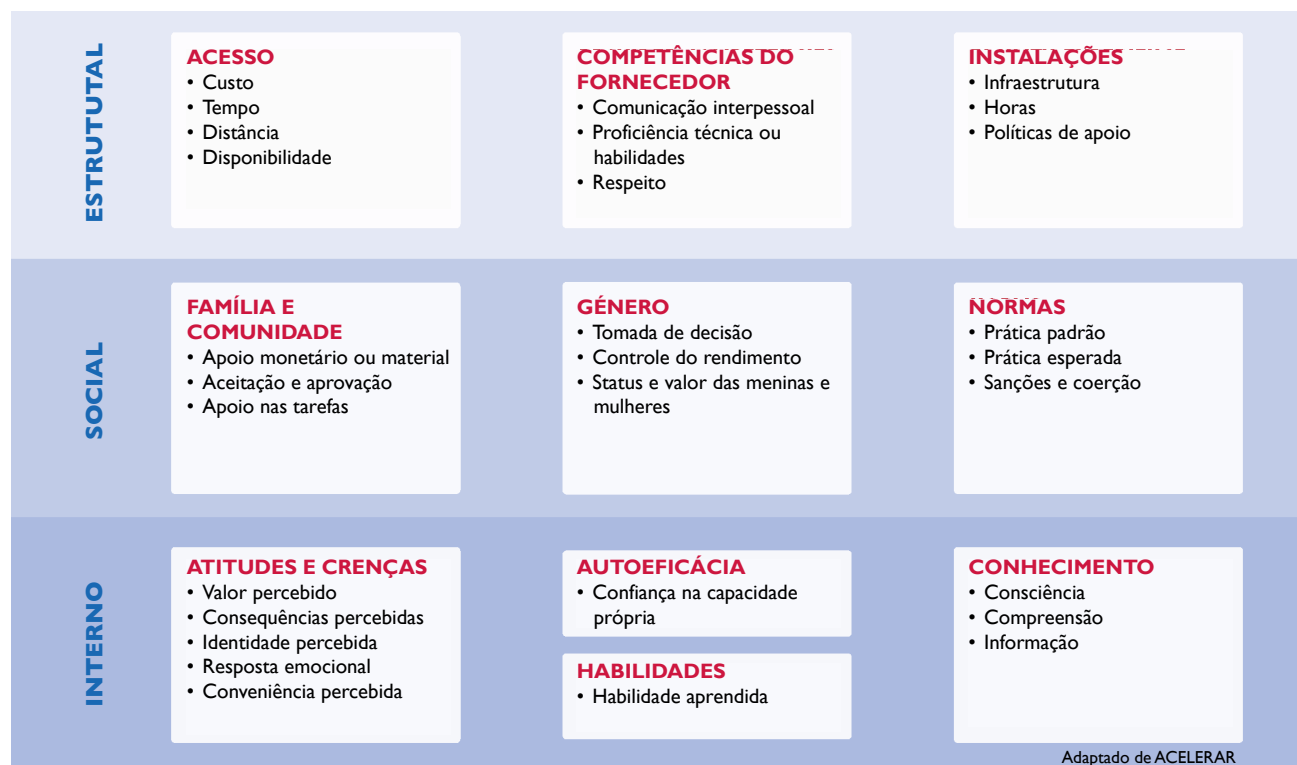 ESTRUTUTAL
ACESSO
• Custo
• Tempo
• Distância
• Disponibilidade
COMPETÊNCIAS DO
FORNECEDOR
• Comunicação interpessoal
• Proficiência técnica ou
habilidades
• Respeito
INSTALAÇÕES
• Infraestrutura
• Horas
• Políticas de apoio
SOCIAL
FAMÍLIA E
COMUNIDADE
• Apoio monetário ou material
• Aceitação e aprovação
• Apoio nas tarefas
GÉNERO
• Tomada de decisão
• Controle do rendimento
• Status e valor das meninas e
mulheres
NORMAS
• Prática padrão
• Prática esperada
• Sanções e coerção
INTERNO
ATITUDES E CRENÇAS
• Valor percebido
• Consequências percebidas
• Identidade percebida
• Resposta emocional
• Conveniência percebida
AUTOEFICÁCIA
• Confiança na capacidade
própria
HABILIDADES
• Habilidade aprendida
CONHECIMENTO
• Consciência
• Compreensão
• Informação
Adaptado de ACELERAR